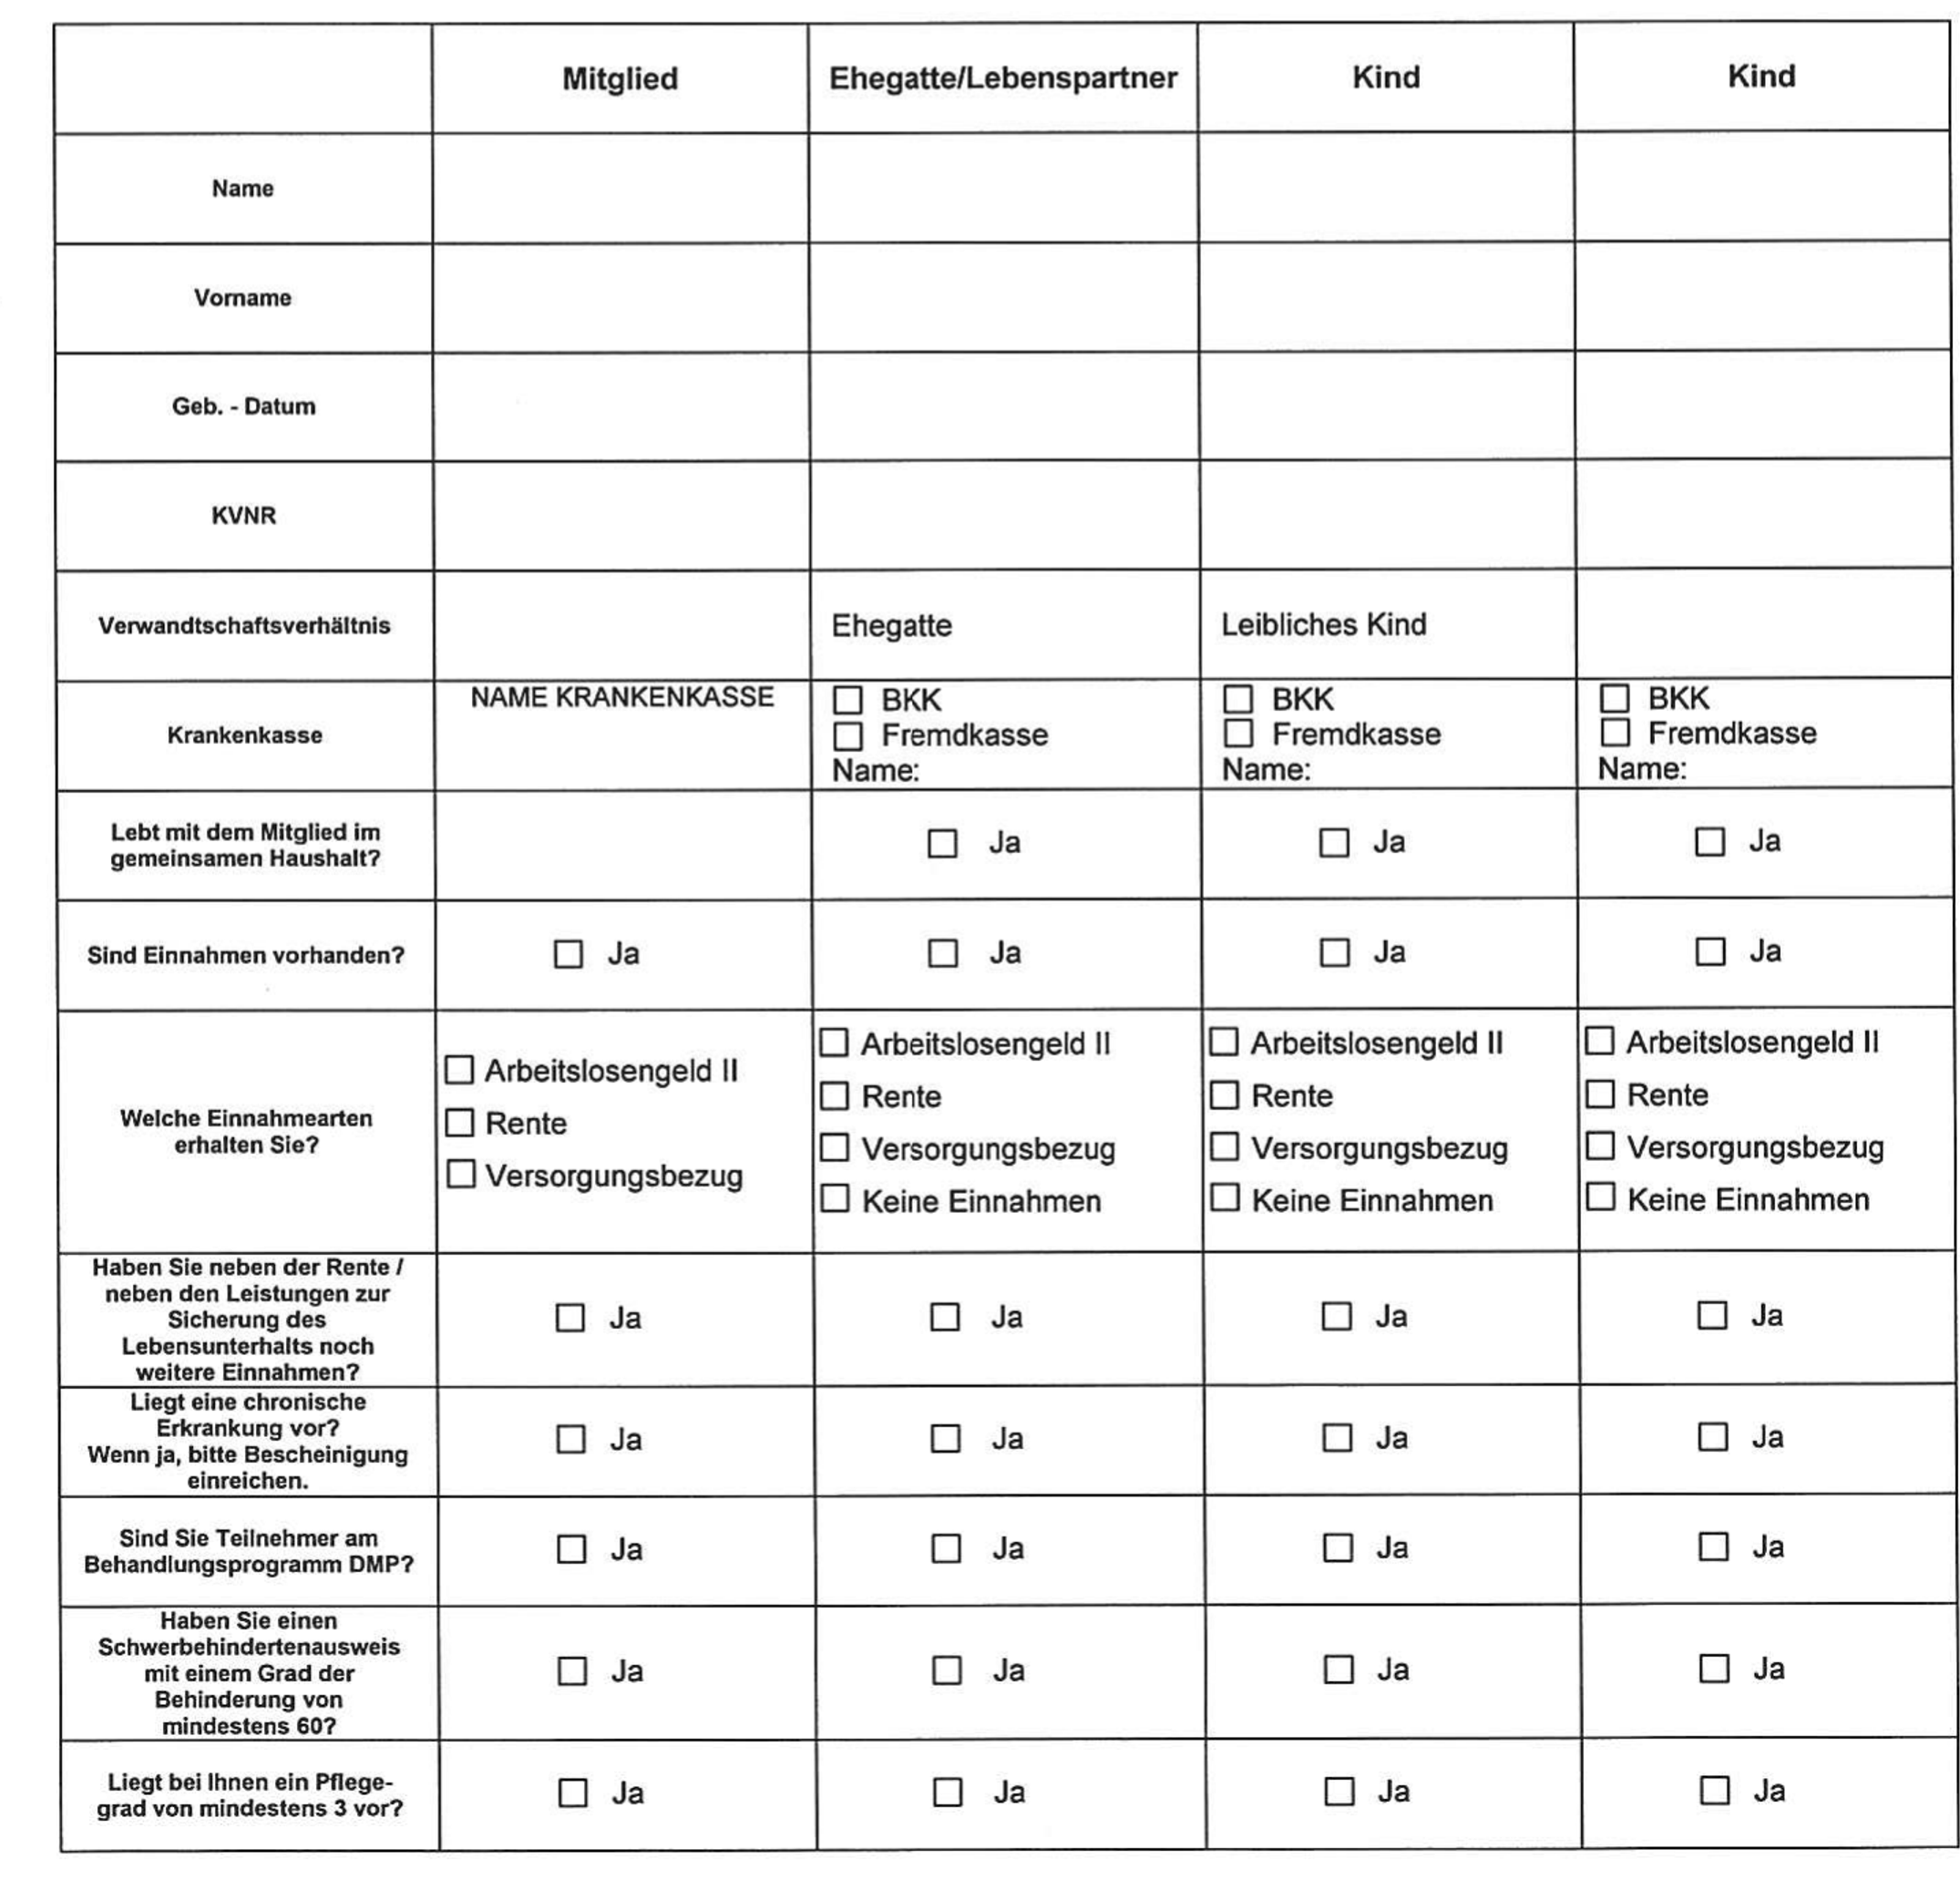 Mitglied
Ehegatte/Lebenspartner
Kind
Kind
Name
Vorname
Geb. - Datum
KVNR
Verwandtschaftsverhältnis
Ehegatte
Leibliches Kind
Krankenkasse
NAME KRANKENKASSE
BKK
Fremdkasse
Name:
BKK
Fremdkasse
Name:
BKK
Fremdkasse
Name:
Lebt mit dem Mitglied im
gemeinsamen Haushalt?
Ja
Ja
Ja
Sind Einnahmen vorhanden?
Ja
Ja
Ja
Ja
Welche Einnahmearten
erhalten Sie?
Arbeitslosengeld II
Rente
Versorgungsbezug
Arbeitslosengeld II
Rente
Versorgungsbezug
Keine Einnahmen
Arbeitslosengeld II
Rente
Versorgungsbezug
Keine Einnahmen
Arbeitslosengeld II
Rente
Versorgungsbezug
Keine Einnahmen
Haben Sie neben der Rente /
neben den Leistungen zur
Sicherung des
Lebensunterhalts noch
weitere Einnahmen?
Ja
Ja
Ja
Ja
Liegt eine chronische
Erkrankung vor?
Wenn ja, bitte Bescheinigung
einreichen.
Ja
Ja
Ja
Ja
Sind Sie Teilnehmer am
Behandlungsprogramm DMP?
Ja
Ja
Ja
Ja
Haben Sie einen
Schwerbehindertenausweis
mit einem Grad der
Behinderung von
mindestens 60?
Ja
Ja
Ja
Ja
Liegt bei Ihnen ein Pflege-
grad von mindestens 3 vor?
Ja
Ja
Ja
Ja